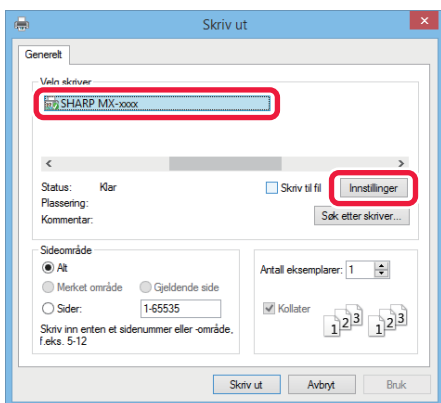 Skriv ut
Generelt
Velg skriver
SHARP MX-xxxx
Status: Klar
Skriv til fil
Innstillinger
Plassering:
Kommentar:
Søk etter skriver...
Sideområde
Alt
Merket område
Gjeldende side
Sider: 1-65535
Skriv inn enten et sidenummer eller -område,
f.eks. 5-12
Antall eksemplarer: 1
Kollater
1 2 3 1 2 3
Skriv ut
Avbryt
Bruk